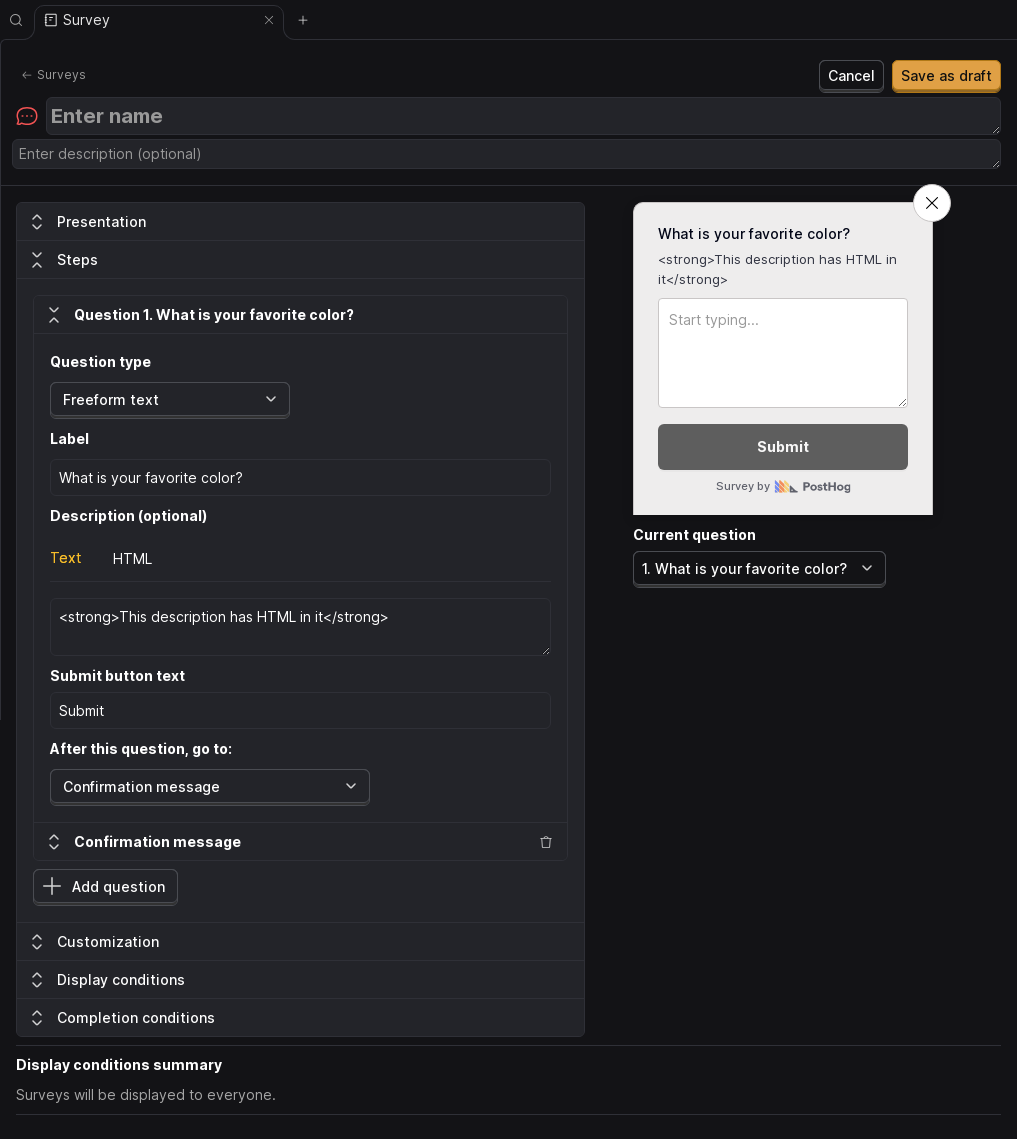 Survey
Surveys
Cancel
Save as draft
Enter name
Enter description (optional)
Presentation
Steps
Question 1. What is your favorite color?
Question type
Freeform text
Label
What is your favorite color?
Description (optional)
Text
HTML
<strong>This description has HTML in it</strong>
Submit button text
Submit
After this question, go to:
Confirmation message
Confirmation message
Add question
Customization
Display conditions
Completion conditions
What is your favorite color?
<strong>This description has HTML in
it</strong>
Start typing...
Submit
Survey by PostHog
Current question
1. What is your favorite color?
Display conditions summary
Surveys will be displayed to everyone.